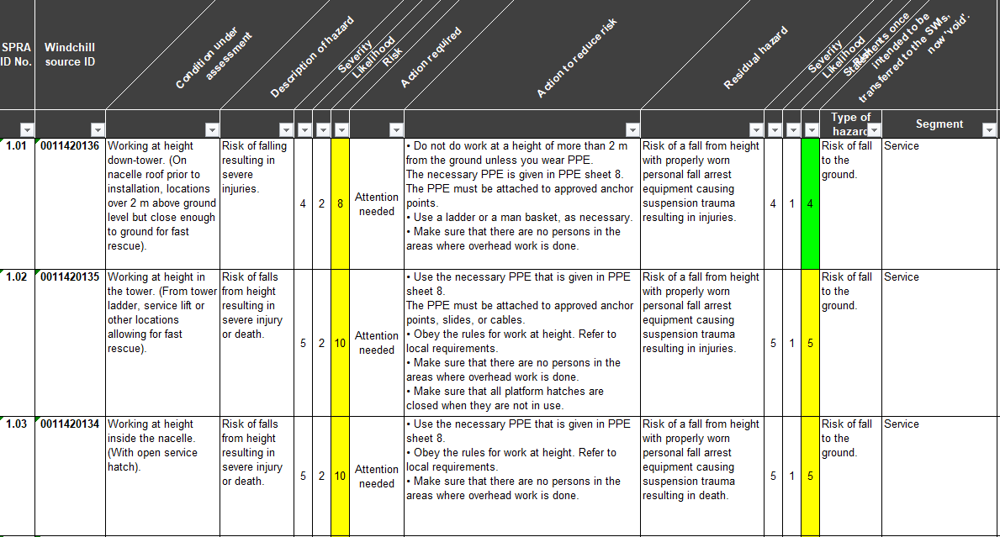 SPRA
ID No.
Windchill
source ID
Condition under
assessment
Description of hazard
Severity
Likelihood
Risk
Action required
Action to reduce risk
Residual hazard
Severity
Likelihood
Risk
Statements once
intended to be
transferred to the SWMs,
now 'void'.
Type of
hazard
Segment
1.01
0011420136
Working at height
down-tower. (On
nacelle roof prior to
installation, locations
over 2 m above ground
level but close enough
to ground for fast
rescue).
Risk of falling
resulting in
severe
injuries.
4
2
8
Attention
needed
• Do not do work at a height of more than 2 m
from the ground unless you wear PPE.
The necessary PPE is given in PPE sheet 8.
The PPE must be attached to approved anchor
points.
• Use a ladder or a man basket, as necessary.
• Make sure that there are no persons in the
areas where overhead work is done.
Risk of a fall from height
with properly worn
personal fall arrest
equipment causing
suspension trauma
resulting in injuries.
4
1
4
Risk of fall
to the
ground.
Service
1.02
0011420135
Working at height in
the tower. (From tower
ladder, service lift or
other locations
allowing for fast
rescue).
Risk of falls
from height
resulting in
severe injury
or death.
5
2
10
Attention
needed
• Use the necessary PPE that is given in PPE
sheet 8.
The PPE must be attached to approved anchor
points, slides, or cables.
• Obey the rules for work at height. Refer to
local requirements.
• Make sure that there are no persons in the
areas where overhead work is done.
• Make sure that all platform hatches are
closed when they are not in use.
Risk of a fall from height
with properly worn
personal fall arrest
equipment causing
suspension trauma
resulting in injuries.
5
1
5
Risk of fall
to the
ground.
Service
1.03
0011420134
Working at height
inside the nacelle.
(With open service
hatch).
Risk of falls
from height
resulting in
severe injury
or death.
5
2
10
Attention
needed
• Use the necessary PPE that is given in PPE
sheet 8.
• Obey the rules for work at height. Refer to
local requirements.
• Make sure that there are no persons in the
areas where overhead work is done.
Risk of a fall from height
with properly worn
personal fall arrest
equipment causing
suspension trauma
resulting in death.
5
1
5
Risk of fall
to the
ground.
Service